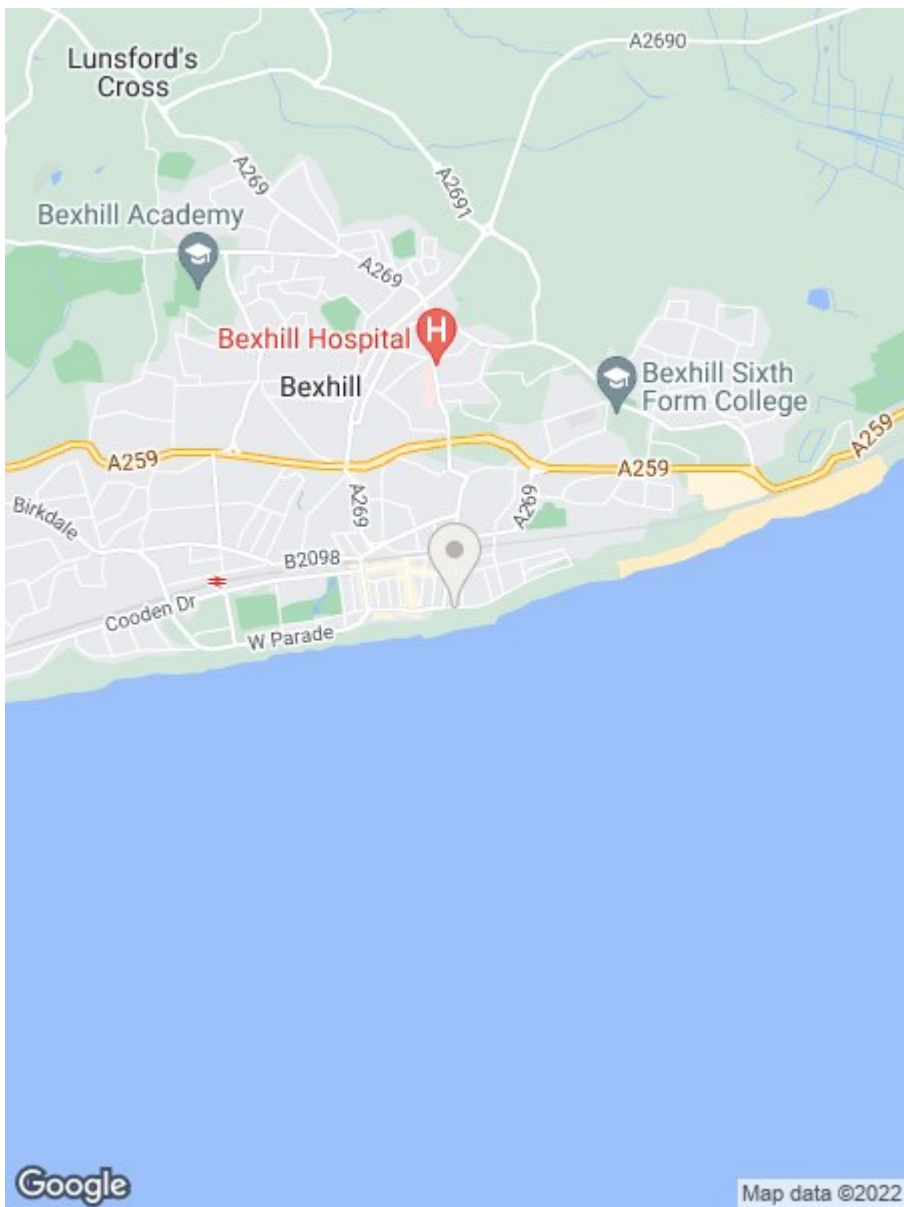 A2690
Lunsford's
Cross
A269
A2691
Bexhill Academy
A269
H
Bexhill Hospital
Bexhill
Bexhill Sixth
Form College
A259
A259
A259
A269
A269
Birkdale
B2098
Cooden Dr
W Parade
Google
Map data ©2022